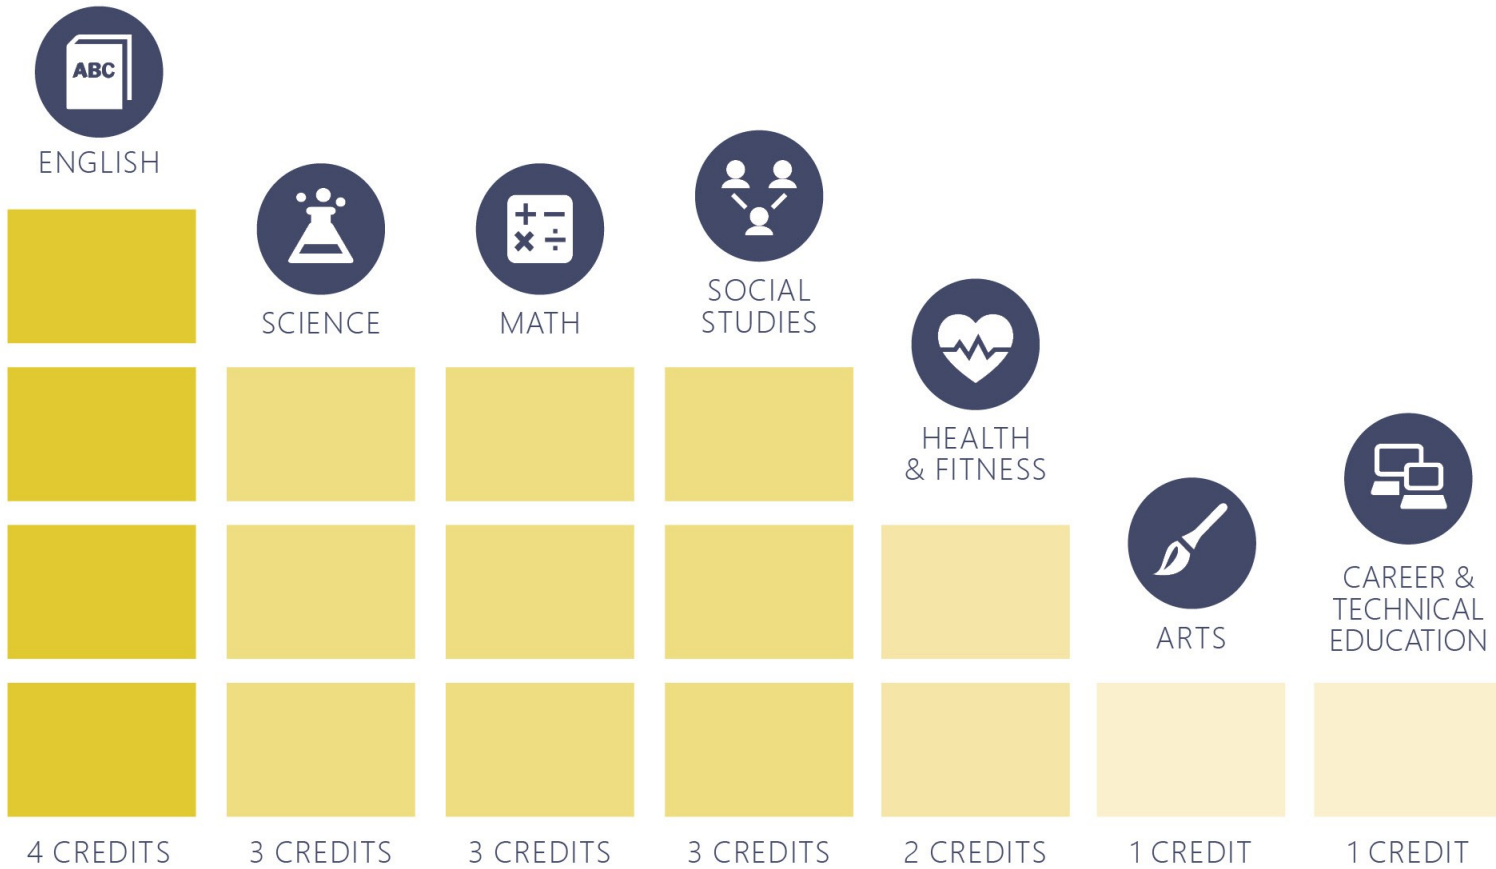 ABC
ENGLISH
SCIENCE
MATH
SOCIAL
STUDIES
HEALTH
& FITNESS
ARTS
CAREER &
TECHNICAL
EDUCATION
4 CREDITS
3 CREDITS
3 CREDITS
3 CREDITS
2 CREDITS
1 CREDIT
1 CREDIT